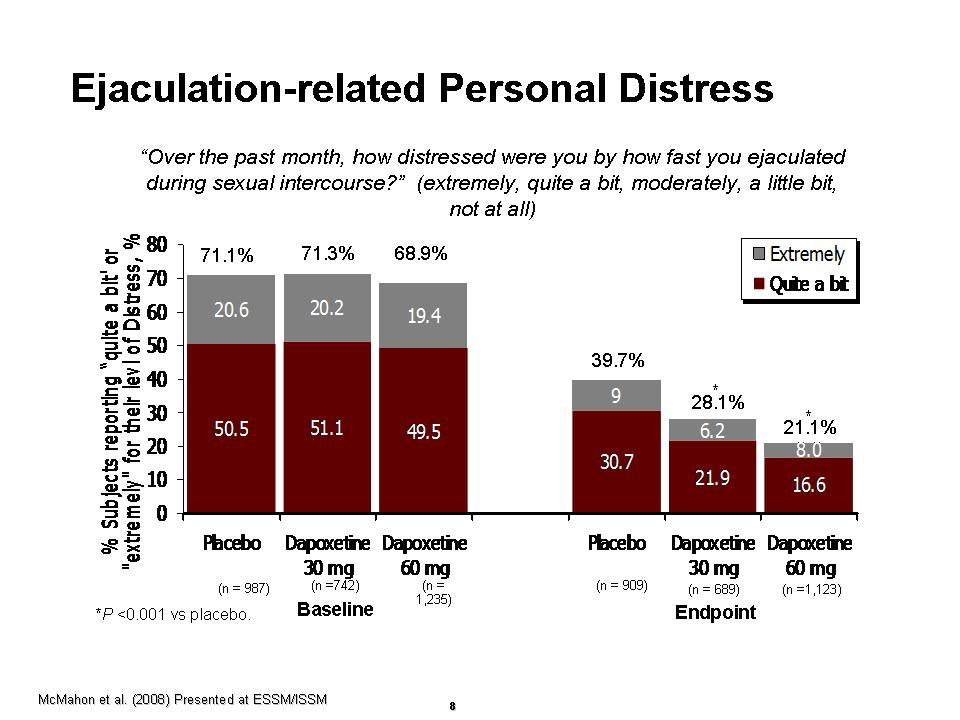 Ejaculation-related Personal Distress
“Over the past month, how distressed were you by how fast you ejaculated
during sexual intercourse?” (extremely, quite a bit, moderately, a little bit,
not at all)
% Subjects reporting “quite a bit' or
"extremely" for their levl of Distress, %
80
70
60
50
40
30
20
10
0
71.1%
71.3%
68.9%
20.6
20.2
19.4
50.5
51.1
49.5
39.7%
*
28.1%
*
21.1%
9
6.2
8.0
30.7
21.9
16.6
Extremely
Quite a bit
Placebo
(n = 987)
Dapoxetine
30 mg
(n =742)
Dapoxetine
60 mg
(n =
1,235)
Baseline
Placebo
(n = 909)
Dapoxetine
30 mg
(n = 689)
Dapoxetine
60 mg
(n =1,123)
Endpoint
*P <0.001 vs placebo.
McMahon et al. (2008) Presented at ESSM/ISSM
8